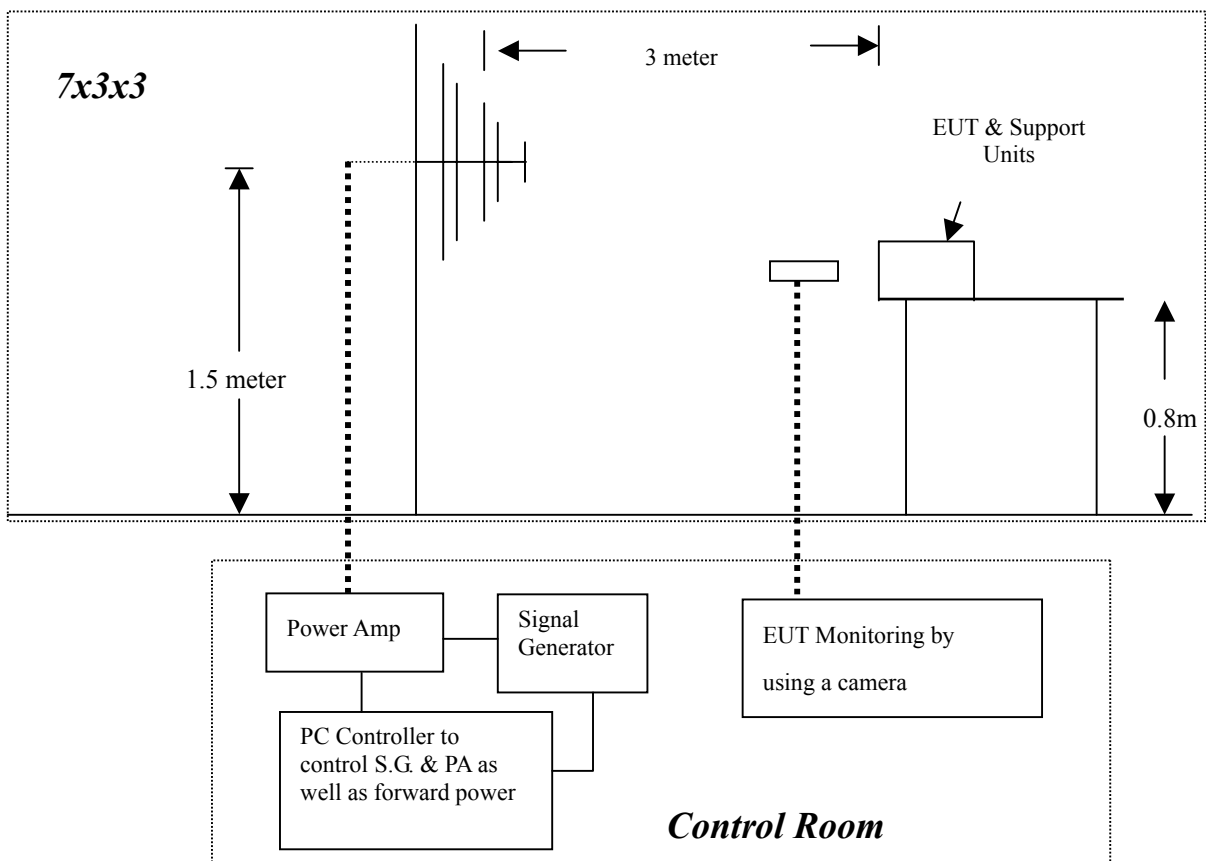 7x3x3
3 meter
EUT & Support
Units
1.5 meter
0.8m
Power Amp
Signal
Generator
EUT Monitoring by
using a camera
PC Controller to
control S.G. & PA as
well as forward power
Control Room